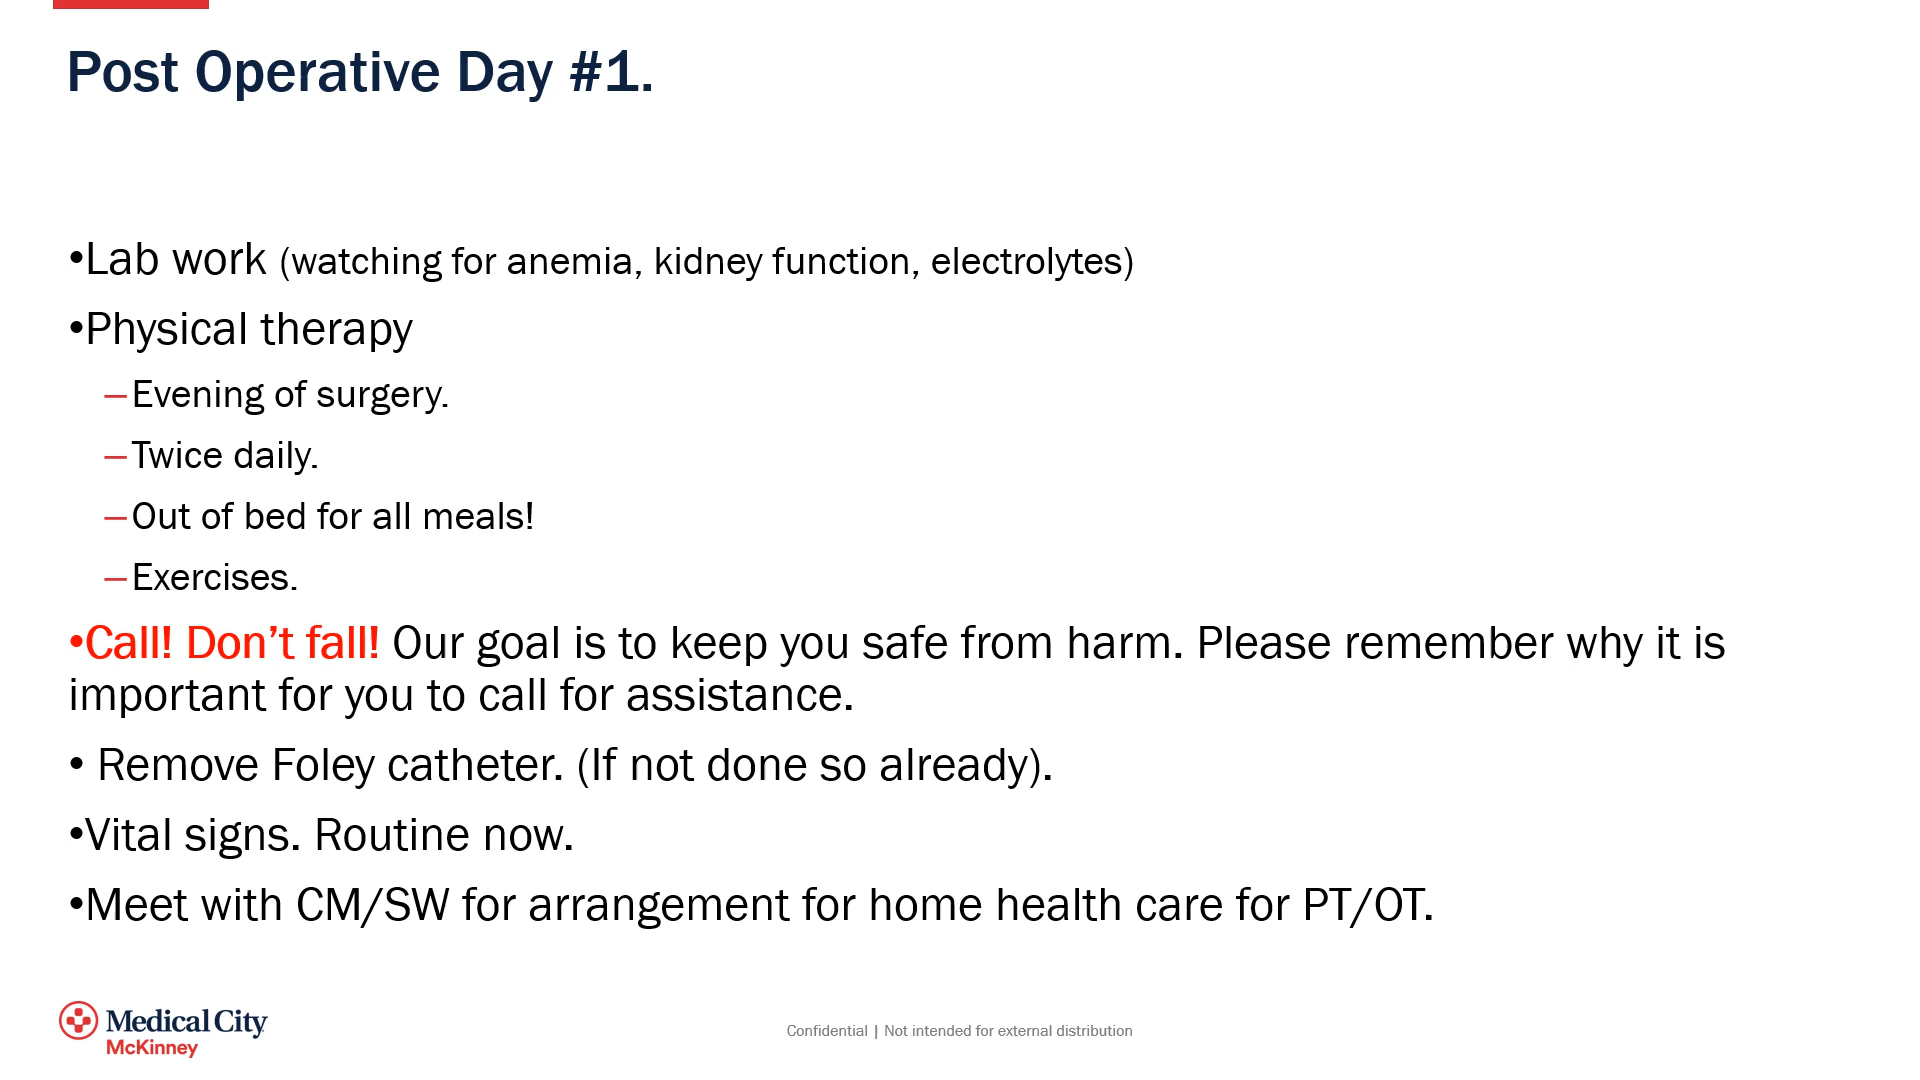 Post Operative Day #1.
•Lab work (watching for anemia, kidney function, electrolytes)
•Physical therapy
–Evening of surgery.
–Twice daily.
–Out of bed for all meals!
–Exercises.
•Call! Don’t fall! Our goal is to keep you safe from harm. Please remember why it is
important for you to call for assistance.
• Remove Foley catheter. (If not done so already).
•Vital signs. Routine now.
•Meet with CM/SW for arrangement for home health care for PT/OT.
Medical City
McKinney
Confidential | Not intended for external distribution